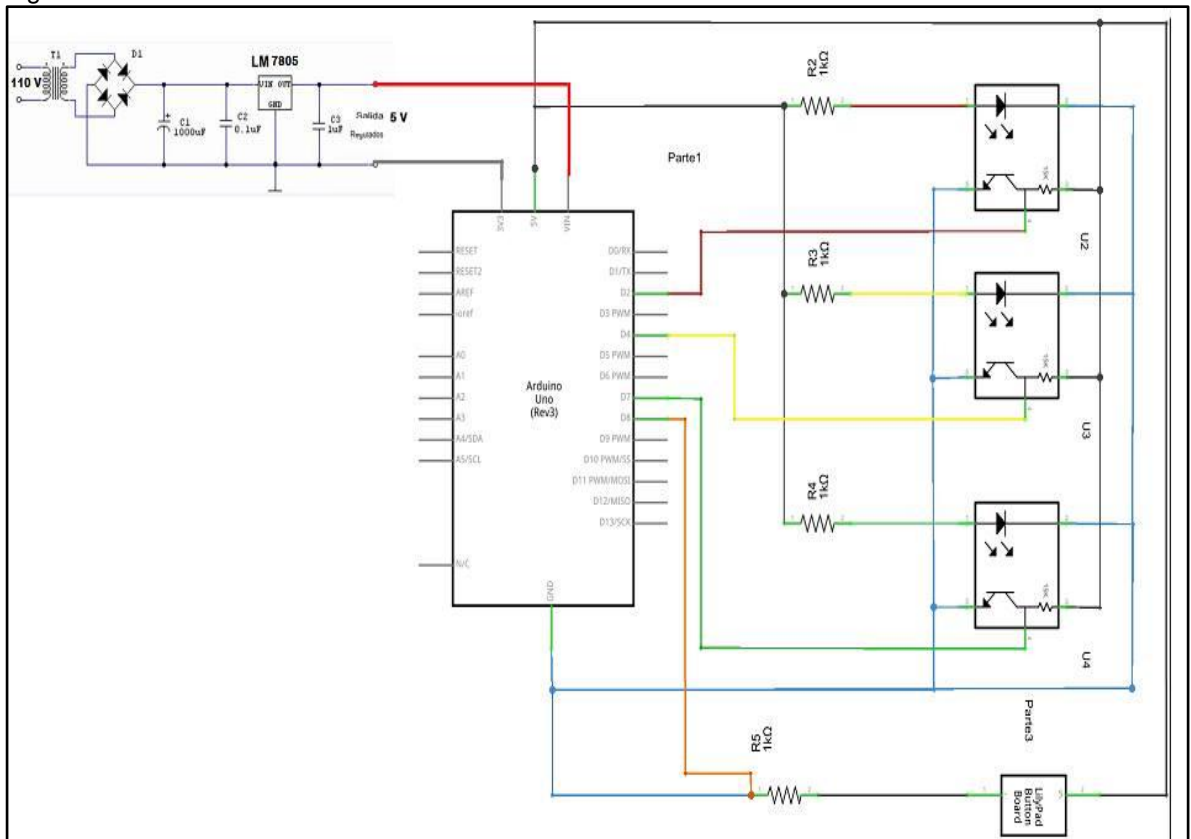 T1
D1
110 V
LM 7805
VIN OUT
GND
C1
1000uF
C2
0.1uF
C3
1uF
Salida 5 V
Regulados
Parte1
R2
1kΩ
15K
U2
R3
1kΩ
15K
U3
R4
1kΩ
15K
U4
3V3
5V
VIN
RESET
RESET2
AREF
ioref
A0
A1
A2
A3
A4/SDA
A5/SCL
N/C
Arduino
Uno
(Rev3)
D0/RX
D1/TX
D2
D3 PWM
D4
D5 PWM
D6 PWM
D7
D8
D9 PWM
D10 PWM/SS
D11 PWM/MOSI
D12/MISO
D13/SCK
GND
R5
1kΩ
Parte3
LilyPad
Button
Board